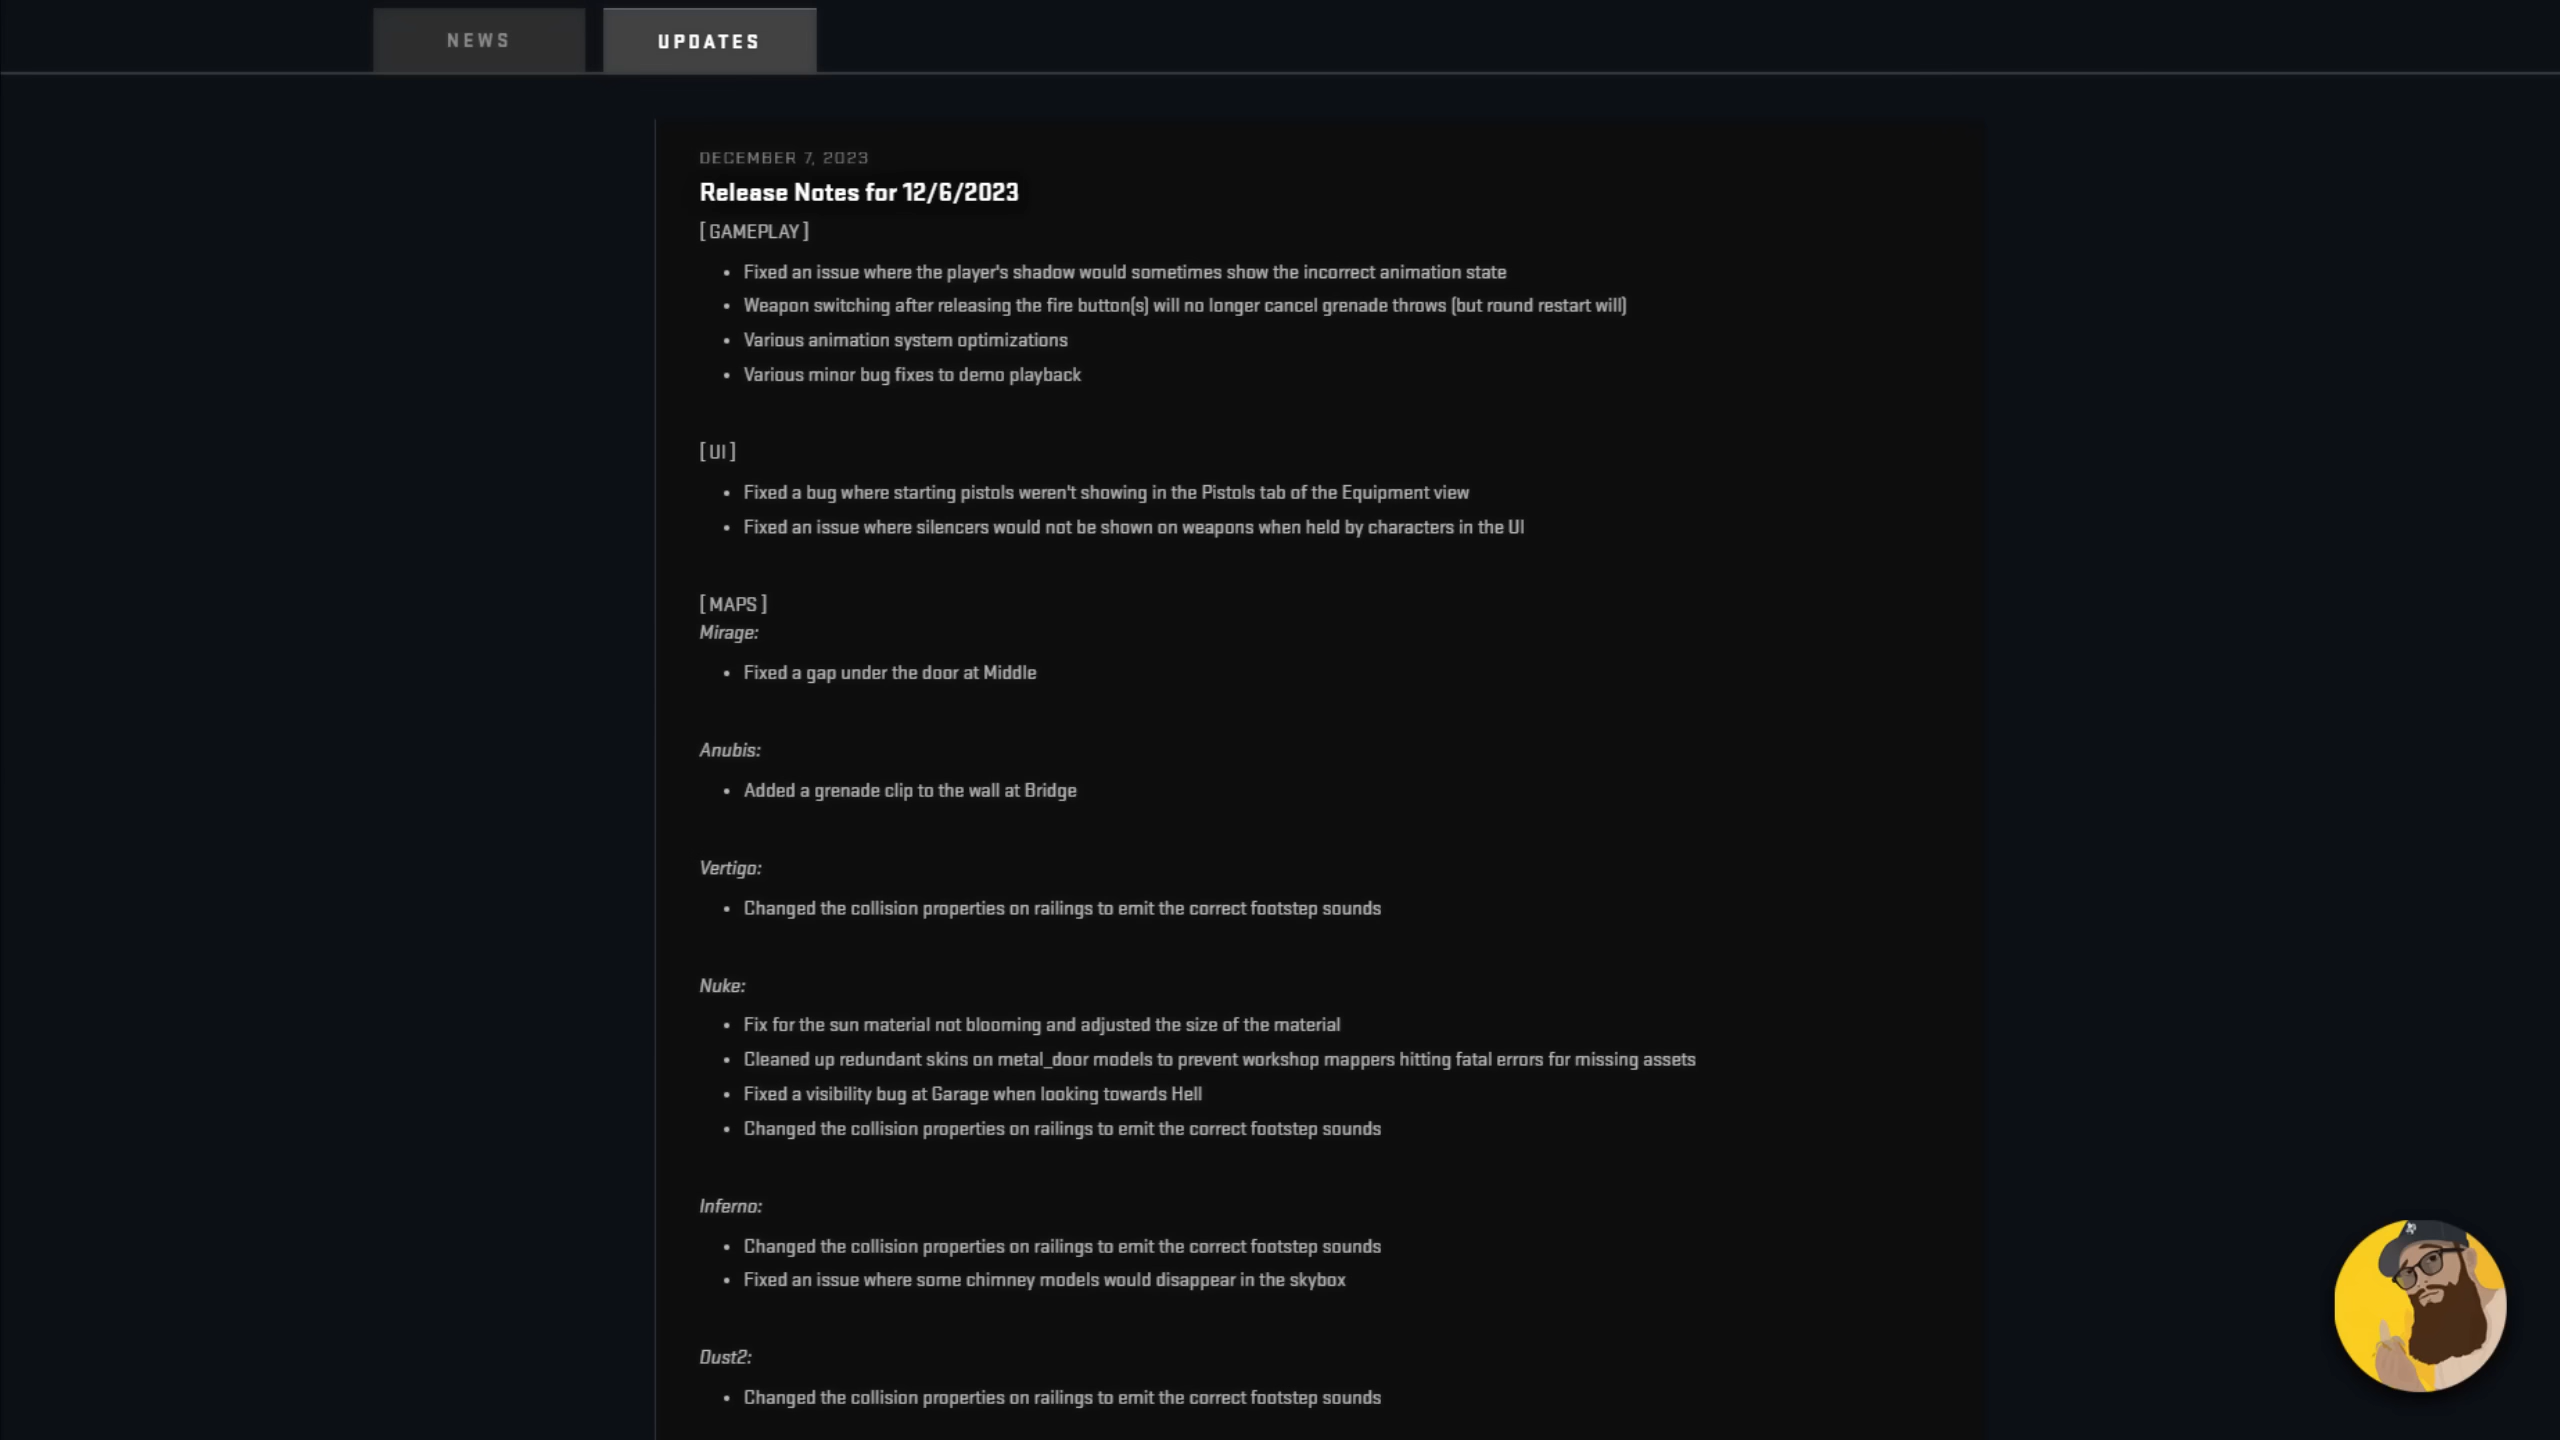 NEWS
UPDATES
DECEMBER 7, 2023
Release Notes for 12/6/2023
[ GAMEPLAY ]
• Fixed an issue where the player's shadow would sometimes show the incorrect animation state
• Weapon switching after releasing the fire button(s) will no longer cancel grenade throws (but round restart will)
• Various animation system optimizations
• Various minor bug fixes to demo playback
[ UI ]
• Fixed a bug where starting pistols weren't showing in the Pistols tab of the Equipment view
• Fixed an issue where silencers would not be shown on weapons when held by characters in the UI
[ MAPS ]
Mirage:
• Fixed a gap under the door at Middle
Anubis:
• Added a grenade clip to the wall at Bridge
Vertigo:
• Changed the collision properties on railings to emit the correct footstep sounds
Nuke:
• Fix for the sun material not blooming and adjusted the size of the material
• Cleaned up redundant skins on metal_door models to prevent workshop mappers hitting fatal errors for missing assets
• Fixed a visibility bug at Garage when looking towards Hell
• Changed the collision properties on railings to emit the correct footstep sounds
Inferno:
• Changed the collision properties on railings to emit the correct footstep sounds
• Fixed an issue where some chimney models would disappear in the skybox
Dust2:
• Changed the collision properties on railings to emit the correct footstep sounds